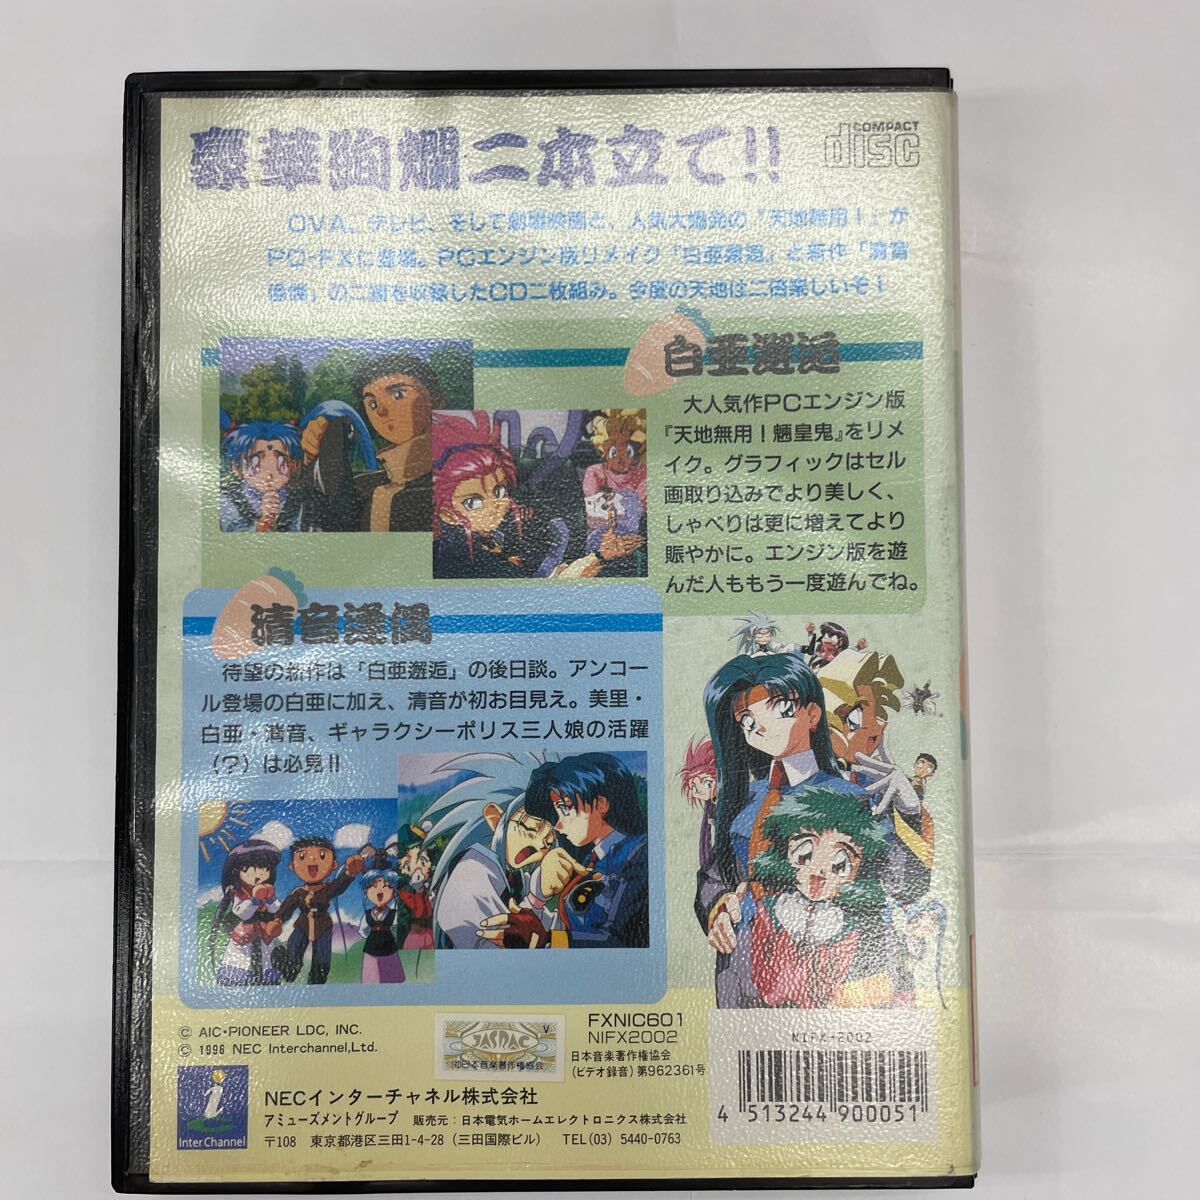 豪華絢爛二本立て!!
COMPACT
disc
OVA、テレビ、そして劇場映画と、人気大爆発の『天地無用!』が
PC-FXに登場。PCエンジン版リメイク「白亜邂逅」と新作「清音
遭偶」の二編を収録したCD二枚組み。今度の天地は二倍楽しいぞ!
白亜邂逅
大人気作PCエンジン版
『天地無用!魎皇鬼』をリメ
イク。グラフィックはセル
画取り込みでより美しく、
しゃべりは更に増えてより
賑やかに。エンジン版を遊
んだ人ももう一度遊んでね。
清音遭偶
待望の新作は「白亜邂逅」の後日談。アンコー
ル登場の白亜に加え、清音が初お目見え。美里・
白亜・清音、ギャラクシーポリス三人娘の活躍
(?)は必見!!
© AIC・PIONEER LDC, INC.
© 1996 NEC Interchannel,Ltd.
V
JASRAC
日本音楽著作権協会
FXNIC601
NIFX2002
日本音楽著作権協会
(ビデオ録音)第962361号
NIFX-2002
4 513244 900051
Inter Channel
NECインターチャネル株式会社
アミューズメントグループ 販売元:日本電気ホームエレクトロニクス株式会社
〒108 東京都港区三田1-4-28(三田国際ビル) TEL(03)5440-0763